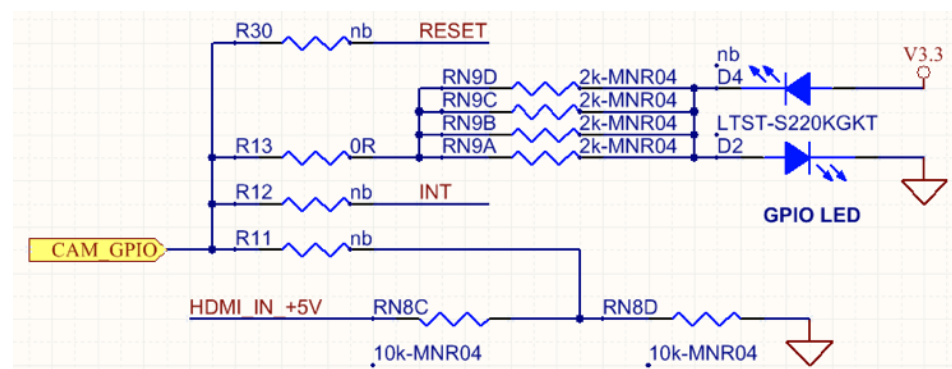 R30 nb RESET
nb
V3.3
RN9D 2k-MNR04 D4
RN9C 2k-MNR04
RN9B 2k-MNR04 LTST-S220KGKT
R13 0R RN9A 2k-MNR04 D2
R12 nb INT
GPIO LED
CAM_GPIO R11 nb
HDMI_IN_+5V RN8C RN8D
10k-MNR04 10k-MNR04